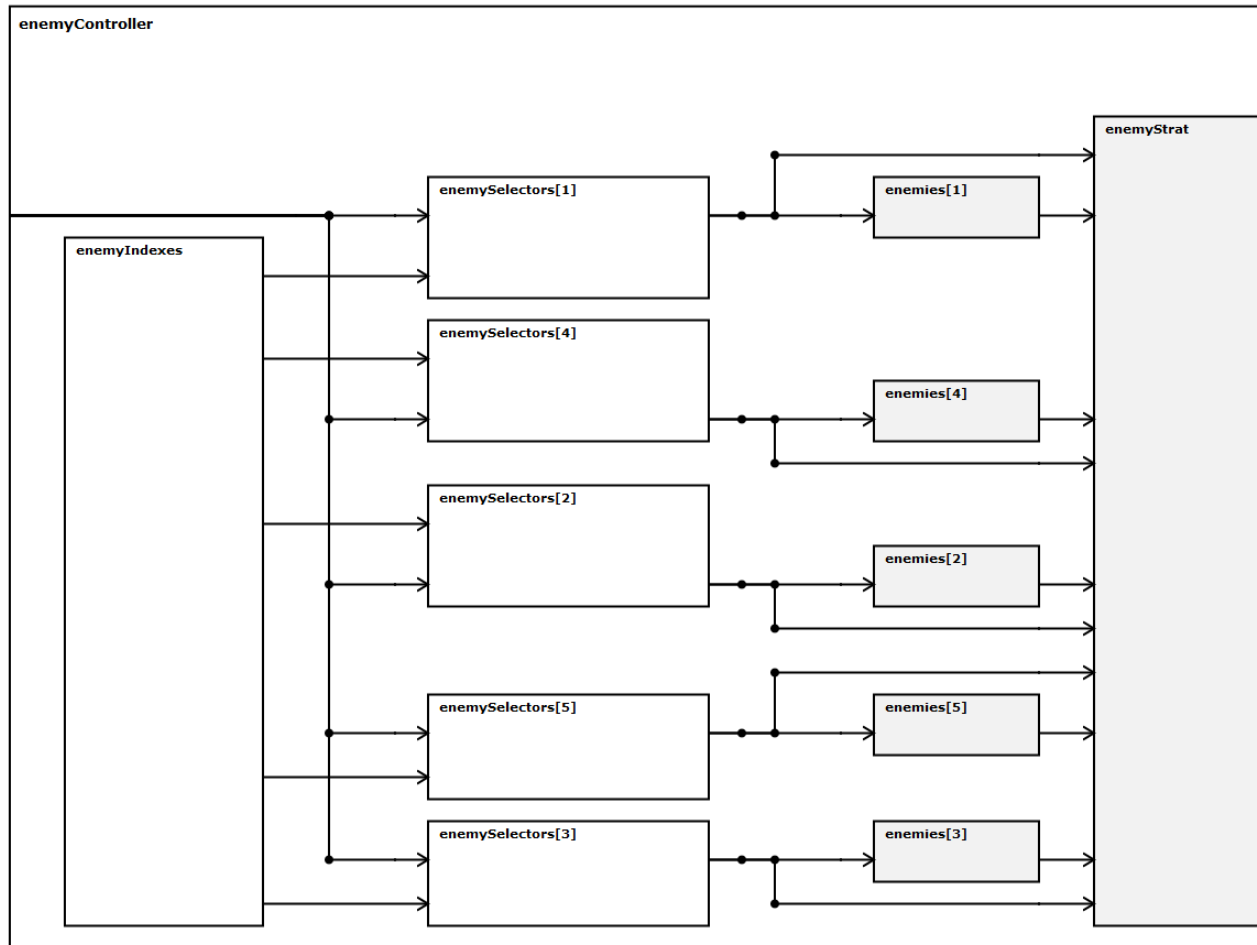 enemyController
enemyStrat
enemySelectors[1]
enemies[1]
enemyIndexes
enemySelectors[4]
enemies[4]
enemySelectors[2]
enemies[2]
enemySelectors[5]
enemies[5]
enemySelectors[3]
enemies[3]